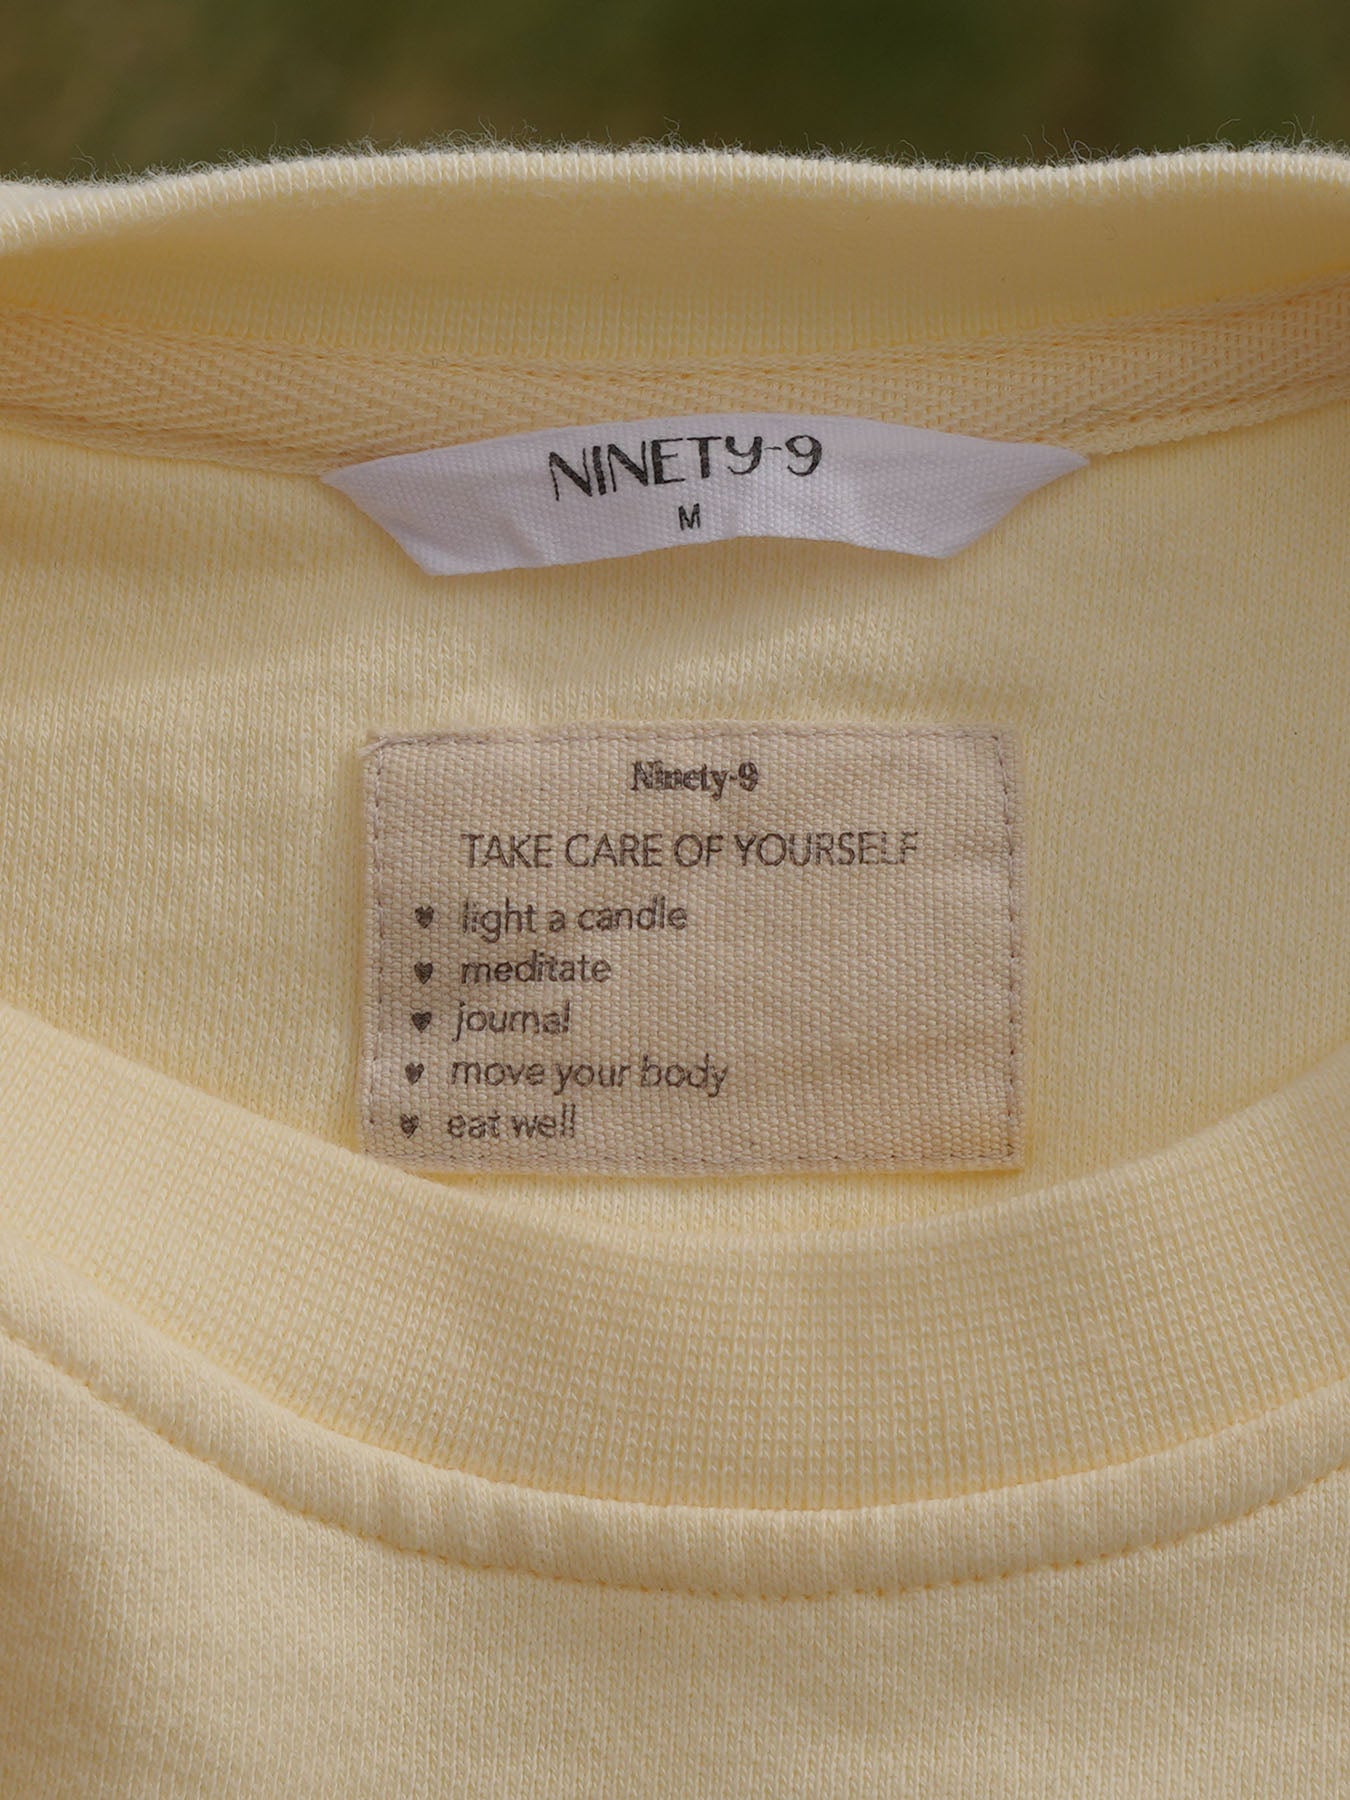 NINETY-9
M
Ninety-9
TAKE CARE OF YOURSELF
♥ light a candle
♥ meditate
♥ journal
♥ move your body
♥ eat well